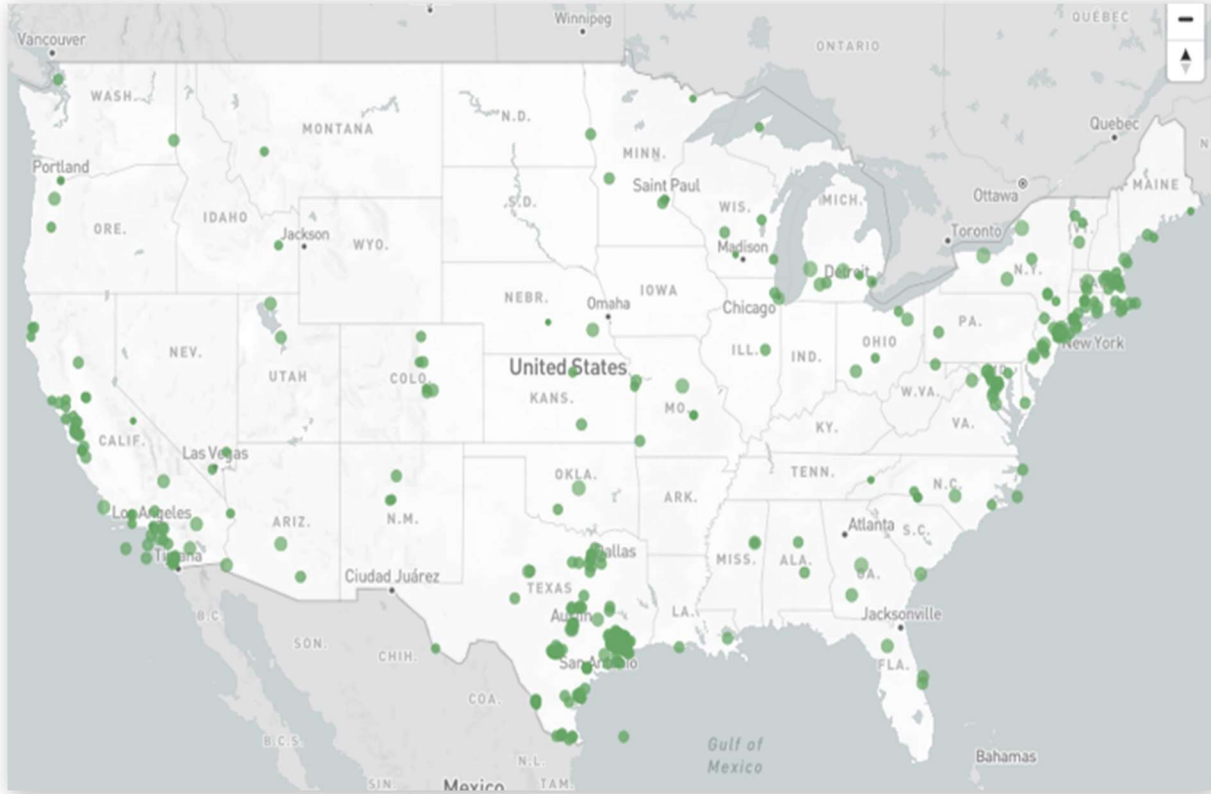 Winnipeg
QUÉBEC
Vancouver
ONTARIO
WASH.
MONTANA
N.D.
Quebec
MINN.
Portland
Saint Paul
Ottawa
MAINE
S.D.
MICH.
WIS.
ORE.
IDAHO
Jackson
WYO.
Toronto
Madison
Detroit
N.Y.
NEBR.
Omaha
IOWA
Chicago
PA.
NEV.
ILL.
IND.
OHIO
New York
United States
UTAH
COLO.
W.VA.
KANS.
MO.
KY.
VA.
CALIF.
Las Vegas
OKLA.
TENN.
N.C.
ARK.
Los Angeles
ARIZ.
N.M.
Atlanta
S.C.
Tijuana
Dallas
MISS.
ALA.
Ciudad Juárez
TEXAS
GA.
B.C.
Austin
LA.
Jacksonville
SON.
CHIH.
San Antonio
FLA.
COA.
B.C.S.
Gulf of
Mexico
N.L.
Bahamas
SIN.
Mexico
TAM.